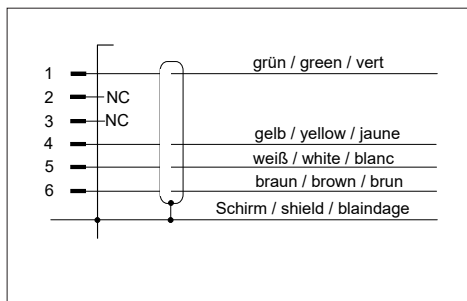 1 grün / green / vert
2 NC
3 NC
4 gelb / yellow / jaune
5 weiß / white / blanc
6 braun / brown / brun
Schirm / shield / blaindage